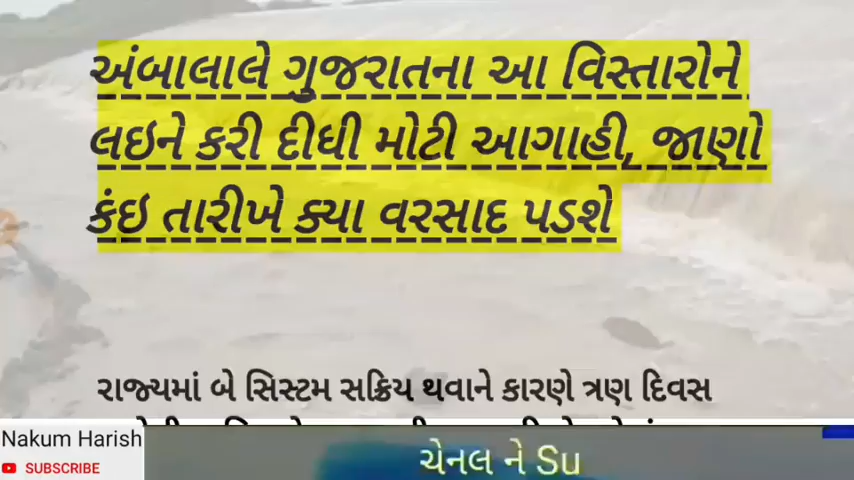 અંબાલાલે ગુજરાતના આ વિસ્તારોને
લઇને કરી દીધી મોટી આગાહી, જાણો
કંઇ તારીખે ક્યા વરસાદ પડશે
રાજ્યમાં બે સિસ્ટમ સક્રિય થવાને કારણે ત્રણ દિવસ
Nakum Harish
SUBSCRIBE
ચેનલ ને Su